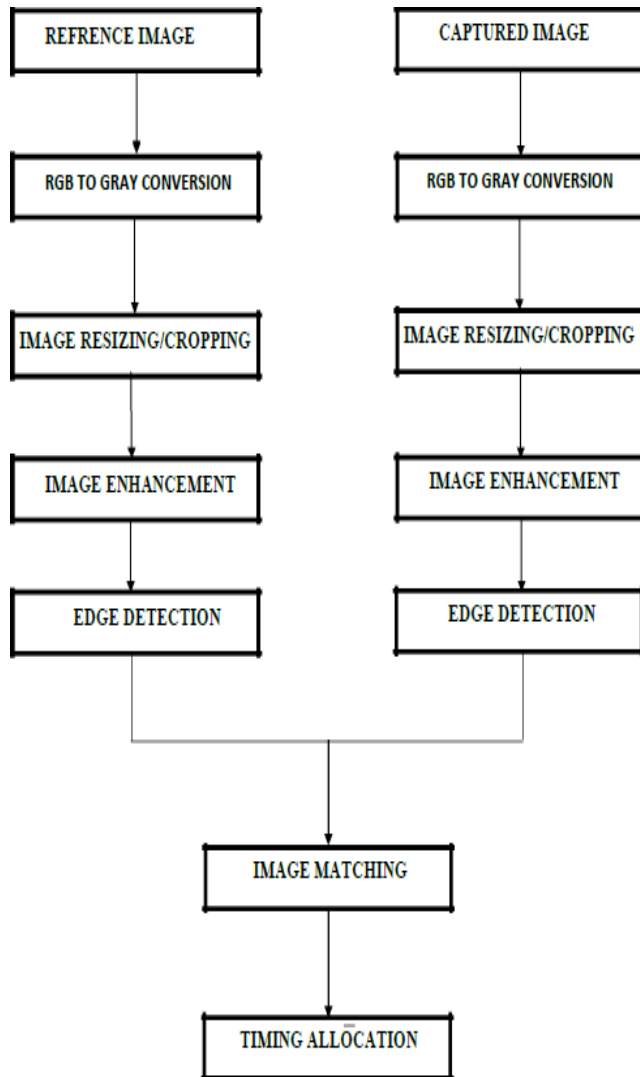 REFRENCE IMAGE
CAPTURED IMAGE
RGB TO GRAY CONVERSION
RGB TO GRAY CONVERSION
IMAGE RESIZING/CROPPING
IMAGE RESIZING/CROPPING
IMAGE ENHANCEMENT
IMAGE ENHANCEMENT
EDGE DETECTION
EDGE DETECTION
IMAGE MATCHING
TIMING ALLOCATION